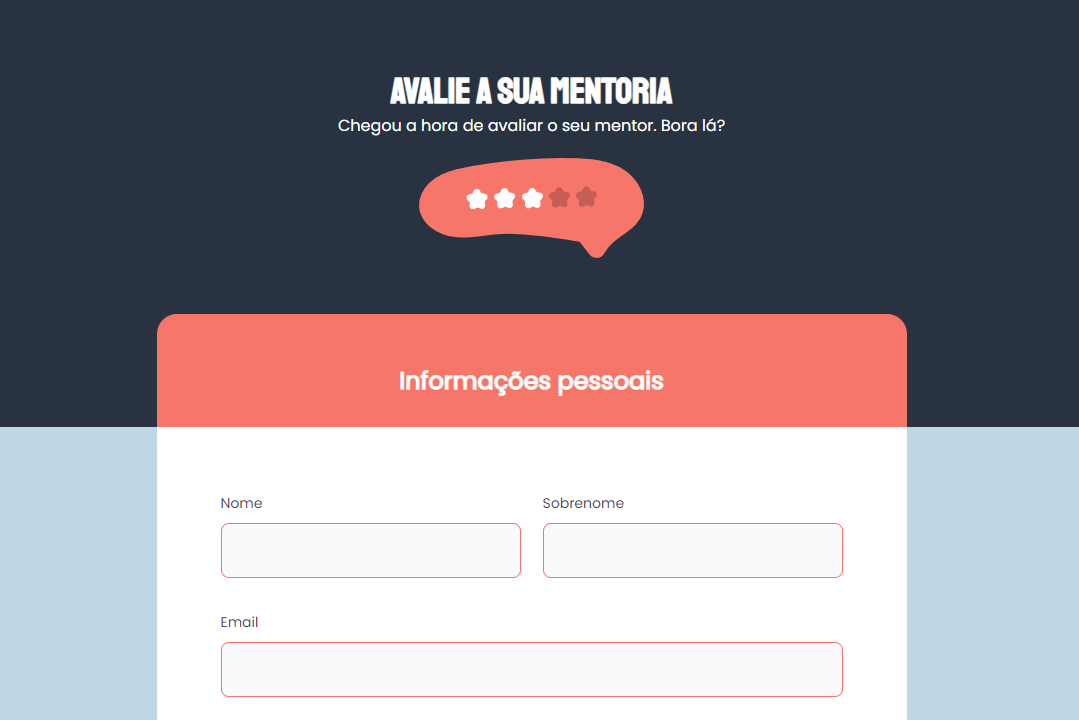 AVALIE A SUA MENTORIA
Chegou a hora de avaliar o seu mentor. Bora lá?
Informações pessoais
Nome
Sobrenome
Email